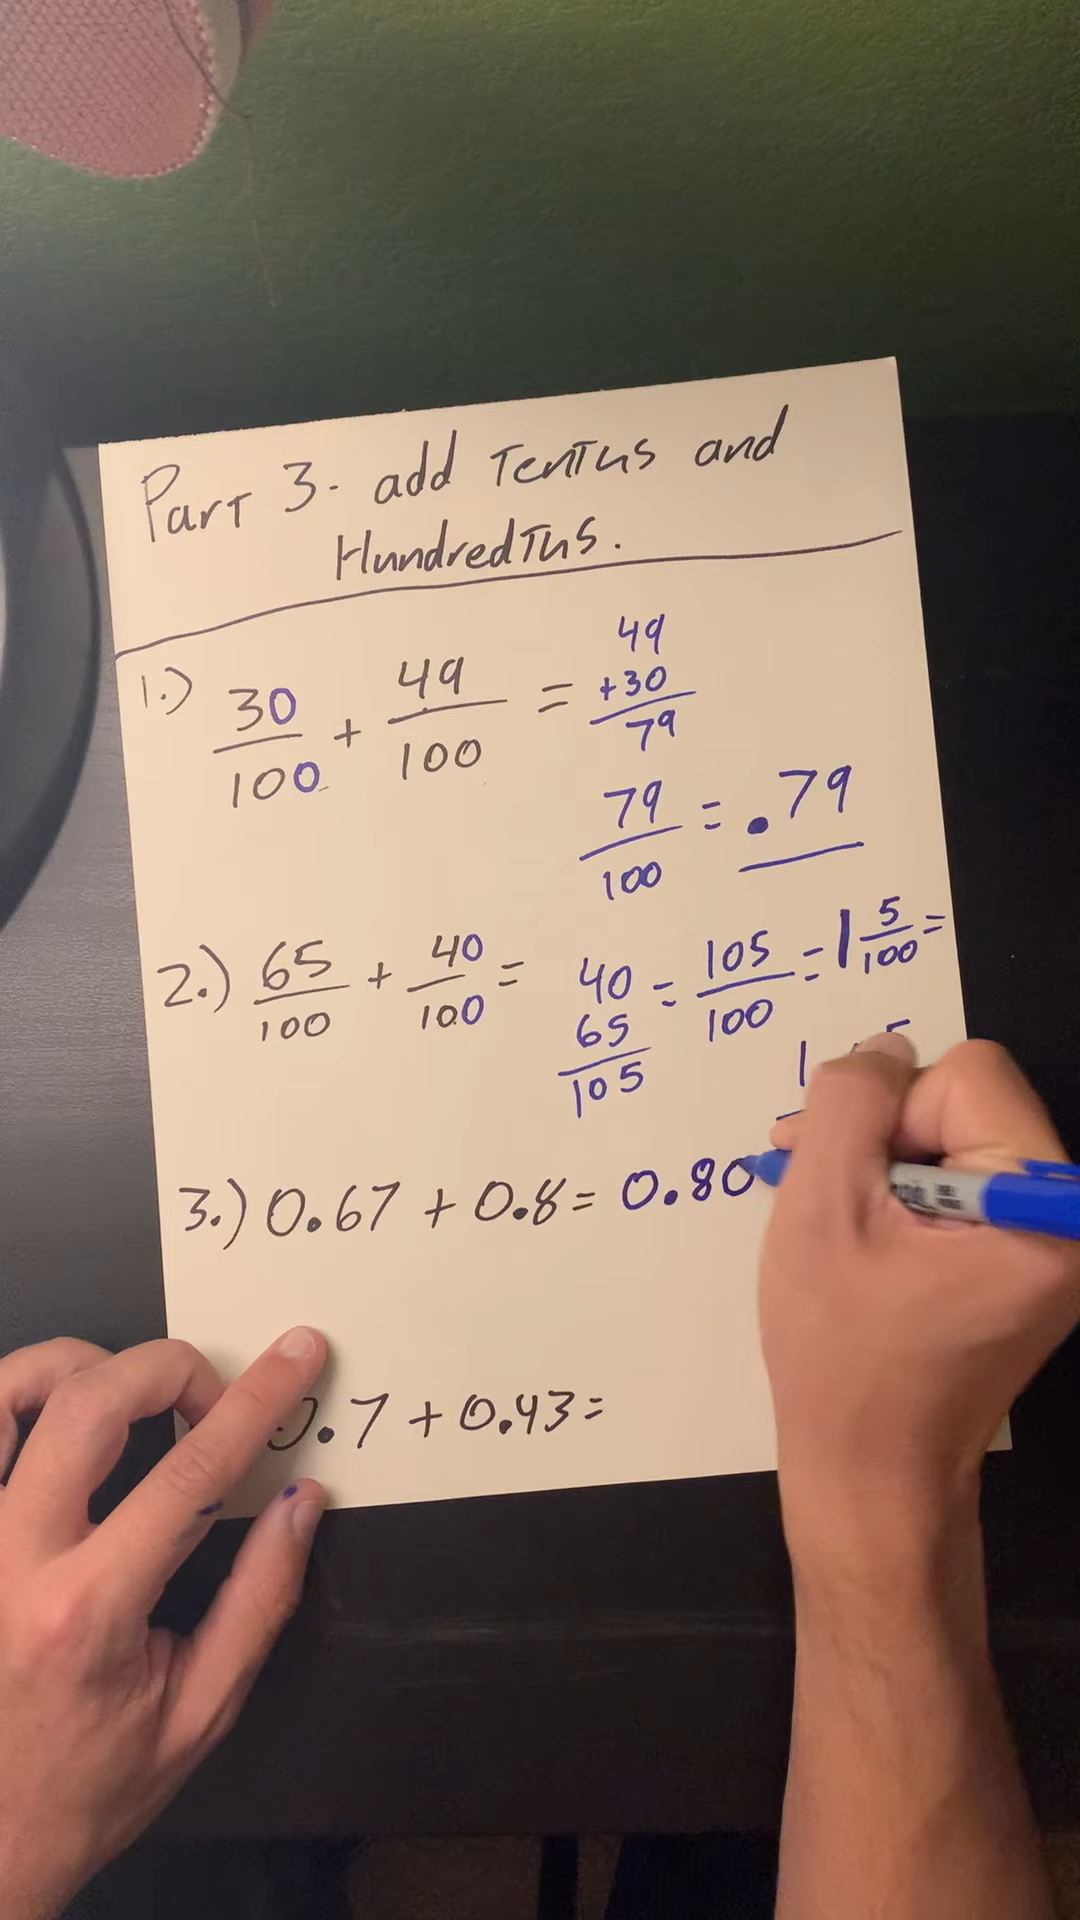 Part 3. add Tenths and
Hundredths.
1.) 30/100 + 49/100 =
49
+30
79
79/100 = .79
2.) 65/100 + 40/100 =
40
65
105
= 105/100 = 1 5/100 =
3.) 0.67 + 0.8 = 0.80
.7 + 0.43 =